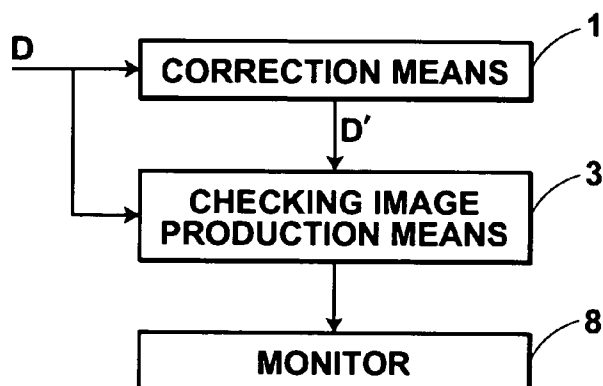 1
D
CORRECTION MEANS
D'
3
CHECKING IMAGE
PRODUCTION MEANS
8
MONITOR